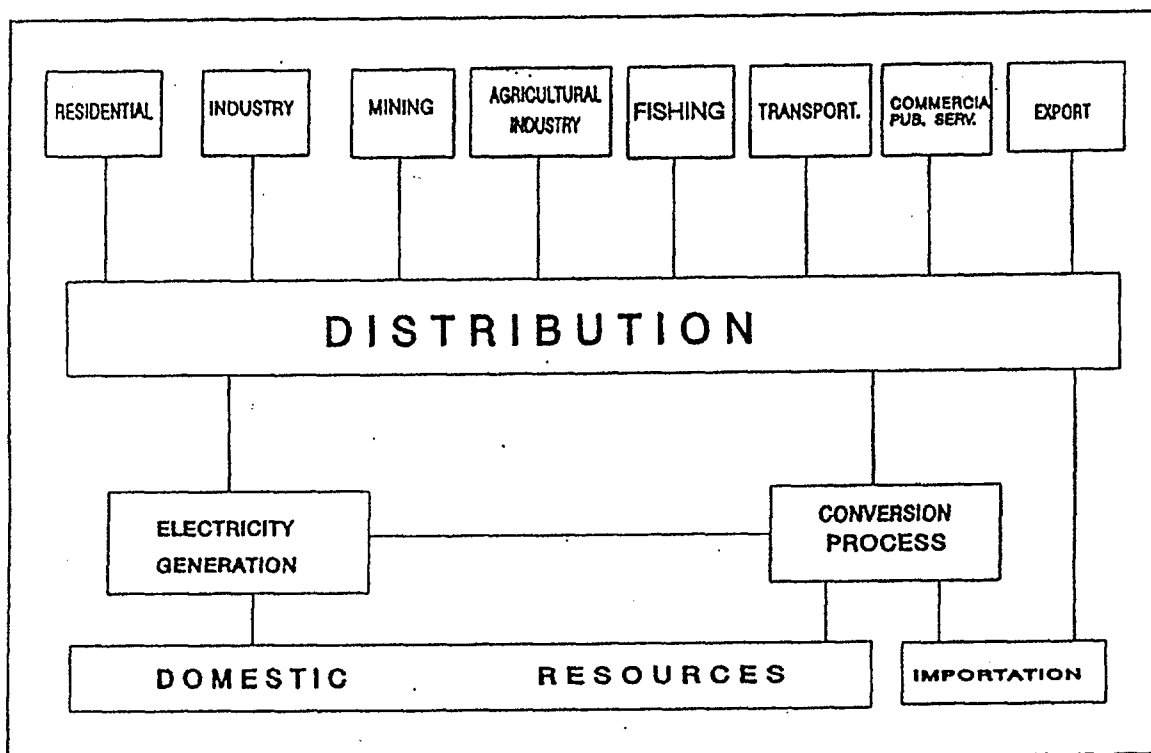 RESIDENTIAL
INDUSTRY
MINING
AGRICULTURAL
INDUSTRY
FISHING
TRANSPORT.
COMMERCIA
PUB. SERV.
EXPORT
DISTRIBUTION
ELECTRICITY
GENERATION
CONVERSION
PROCESS
DOMESTIC RESOURCES
IMPORTATION